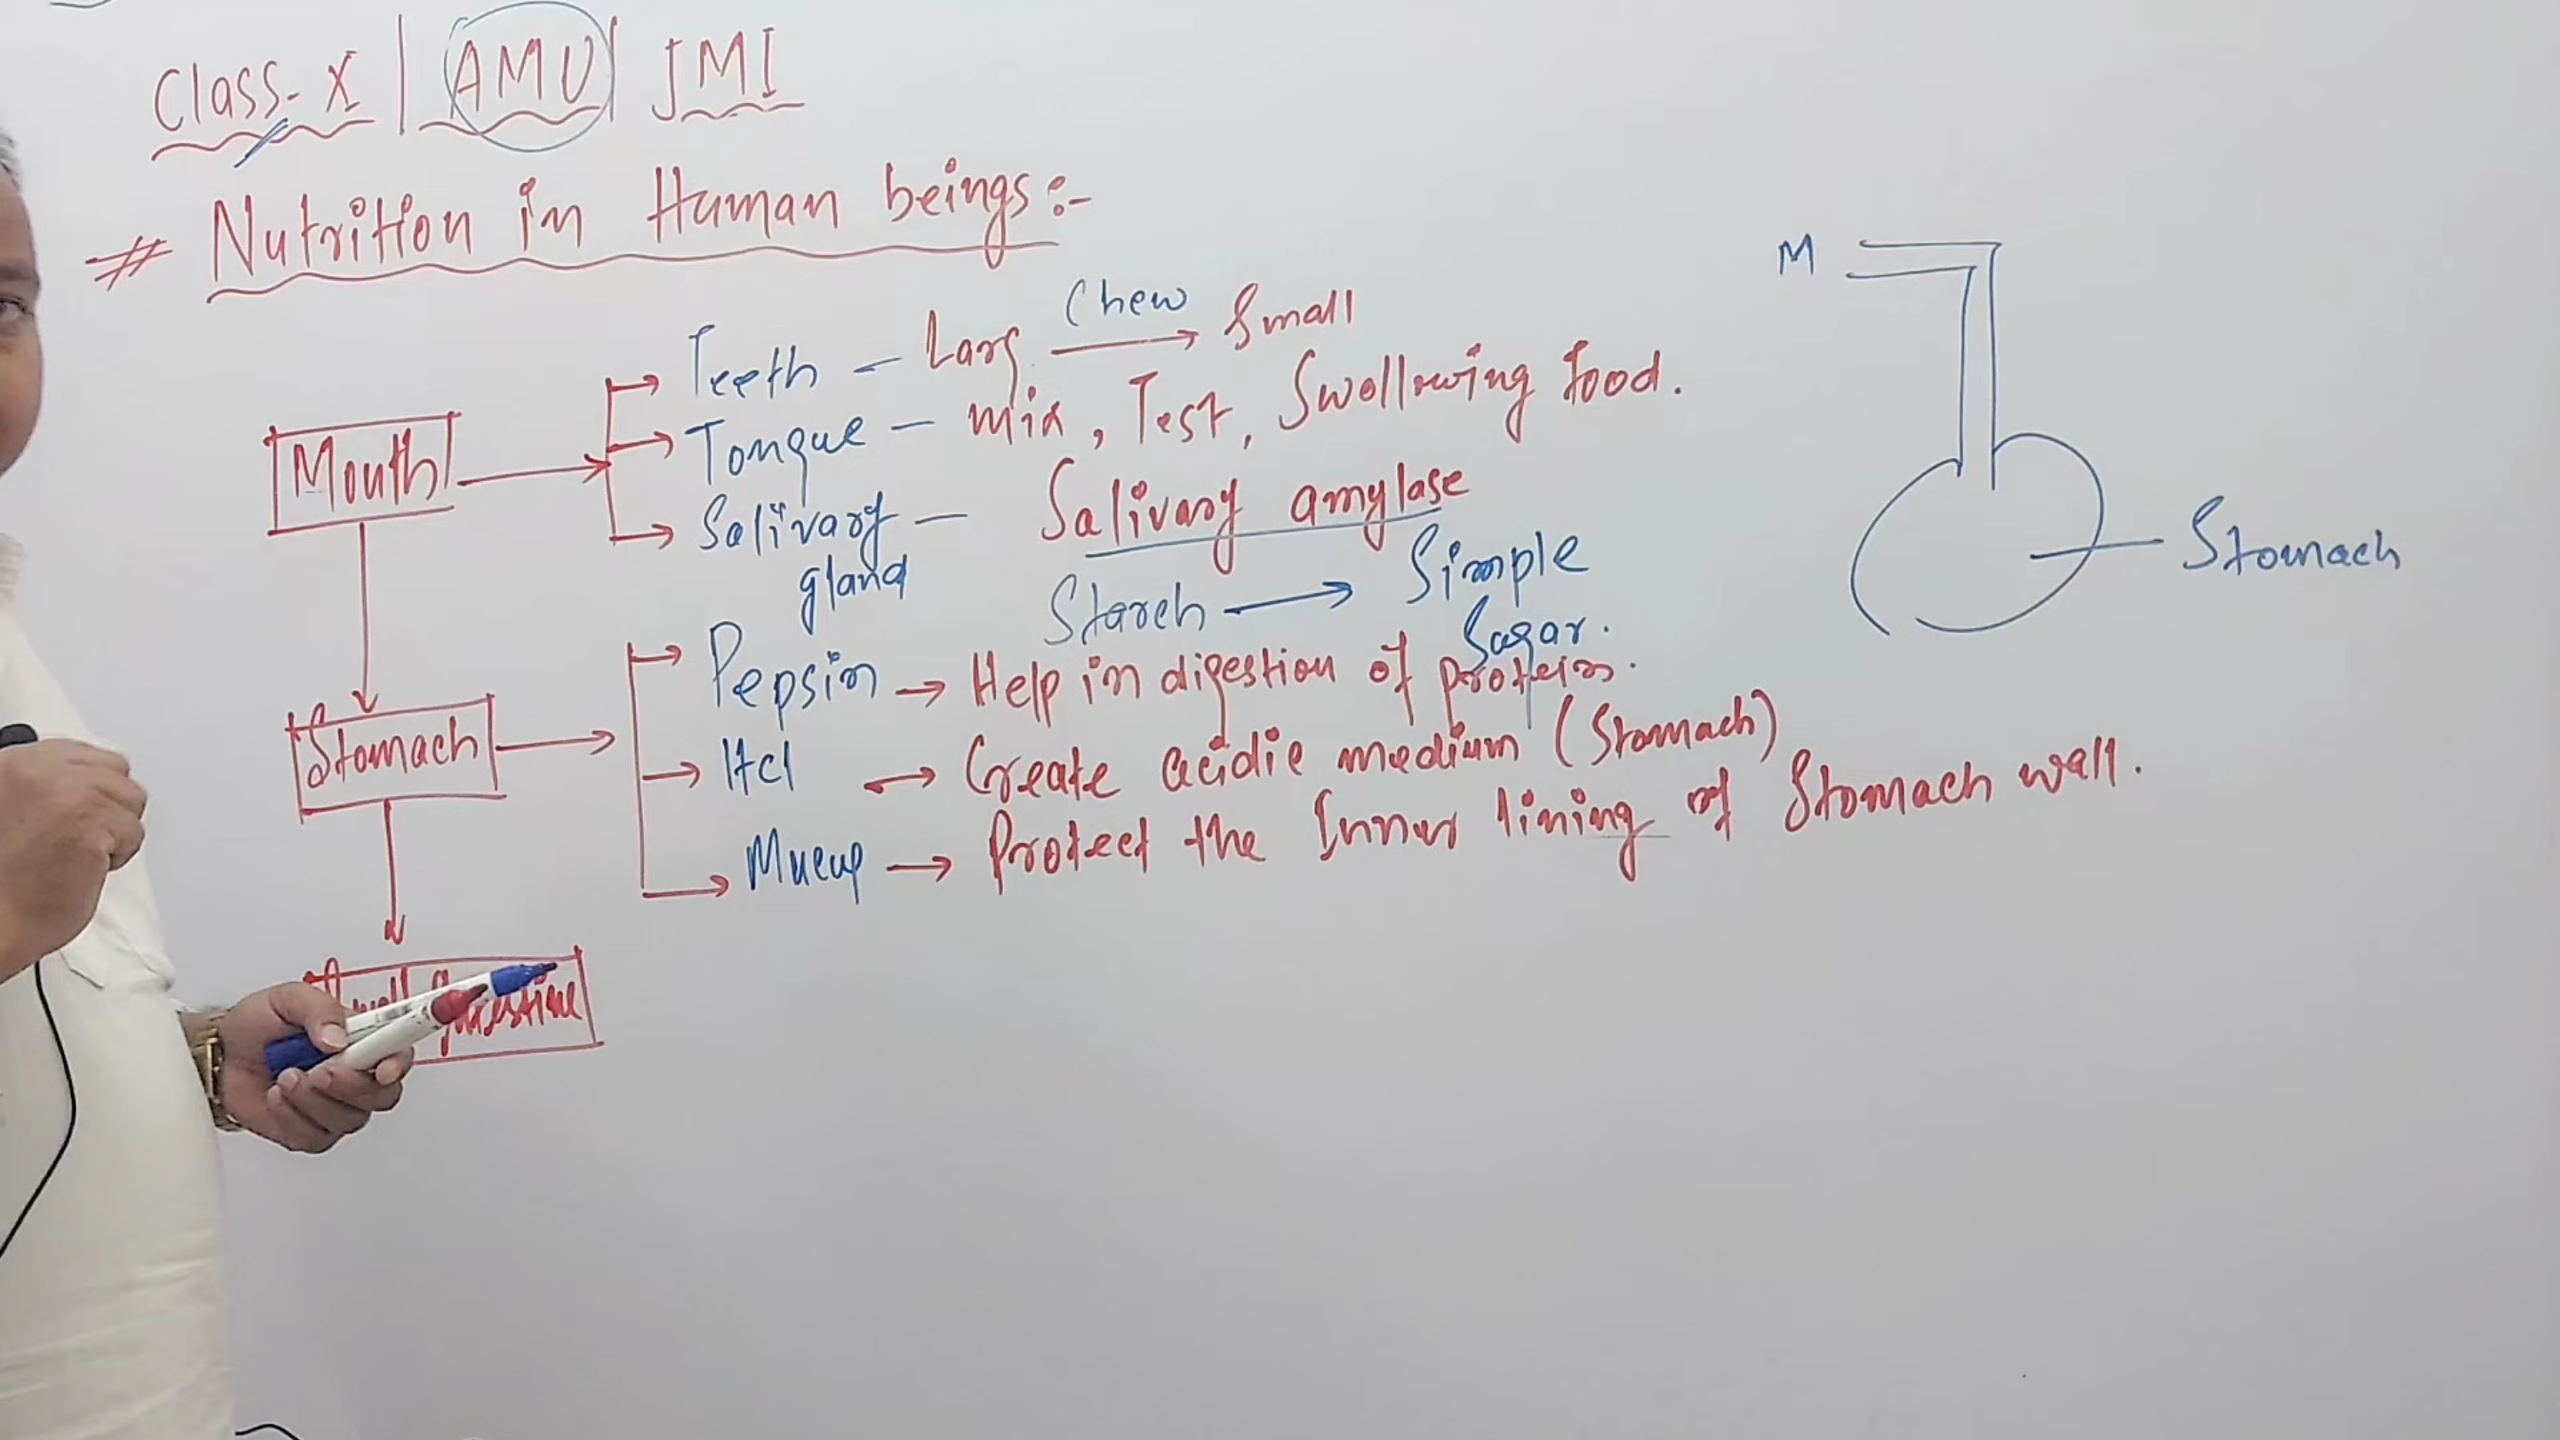 Class-X | AMU | JMI
# Nutrition in Human beings:-
Mouth
Teeth - Larg Chew → Small
Tongue - mix, Test, Swollowing food.
Salivary gland - Salivary amylase
Starch → Simple Sugar.
Stomach
Pepsin → Help in digestion of proteins.
Hcl → Create acidic medium (Stomach)
Mucus → Protect the Inner lining of Stomach wall.
M
Stomach